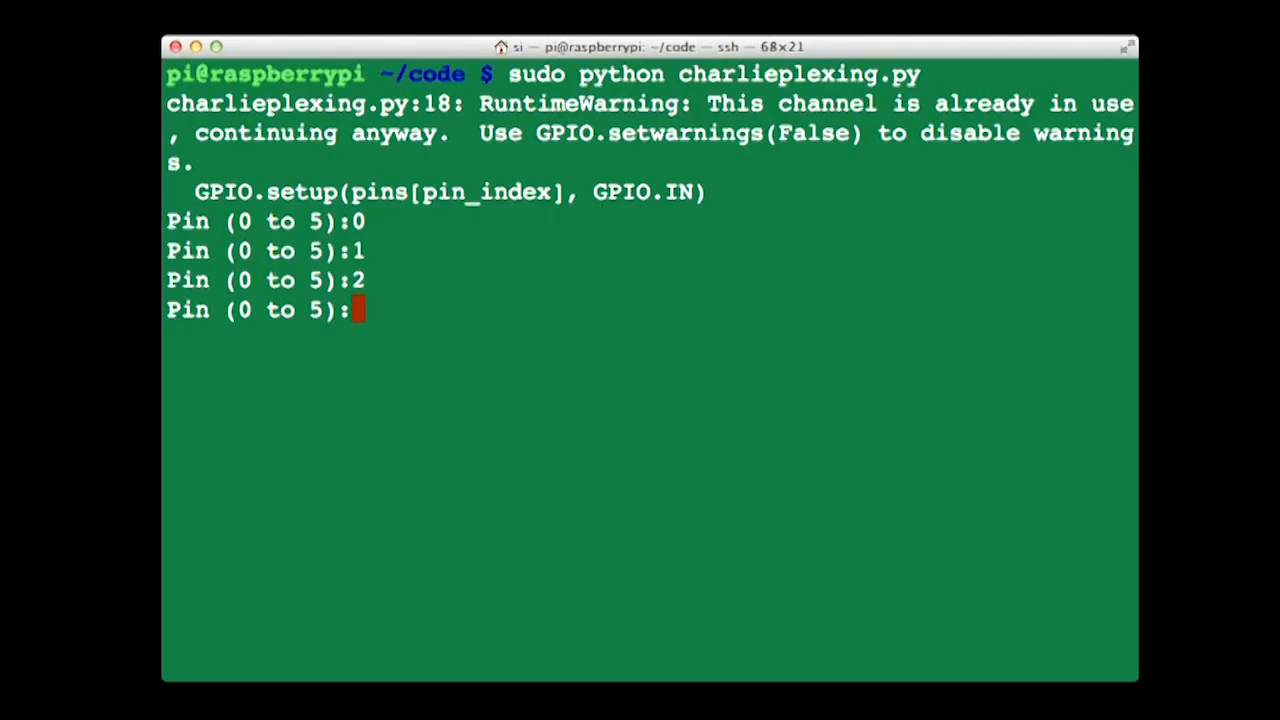 si — pi@raspberrypi: ~/code — ssh — 68×21
pi@raspberrypi ~/code $ sudo python charlieplexing.py
charlieplexing.py:18: RuntimeWarning: This channel is already in use
, continuing anyway.  Use GPIO.setwarnings(False) to disable warning
s.
  GPIO.setup(pins[pin_index], GPIO.IN)
Pin (0 to 5):0
Pin (0 to 5):1
Pin (0 to 5):2
Pin (0 to 5):